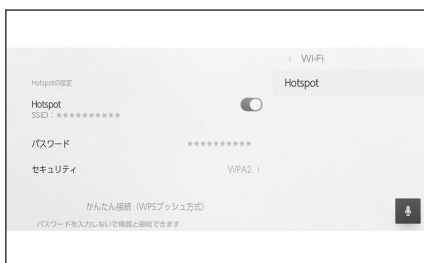 Wi-Fi
Hotspot
Hotspotの設定
Hotspot
SSID：**********
パスワード **********
セキュリティ WPA2
かんたん接続（WPSプッシュ方式）
パスワードを入力しないで機器と接続できます